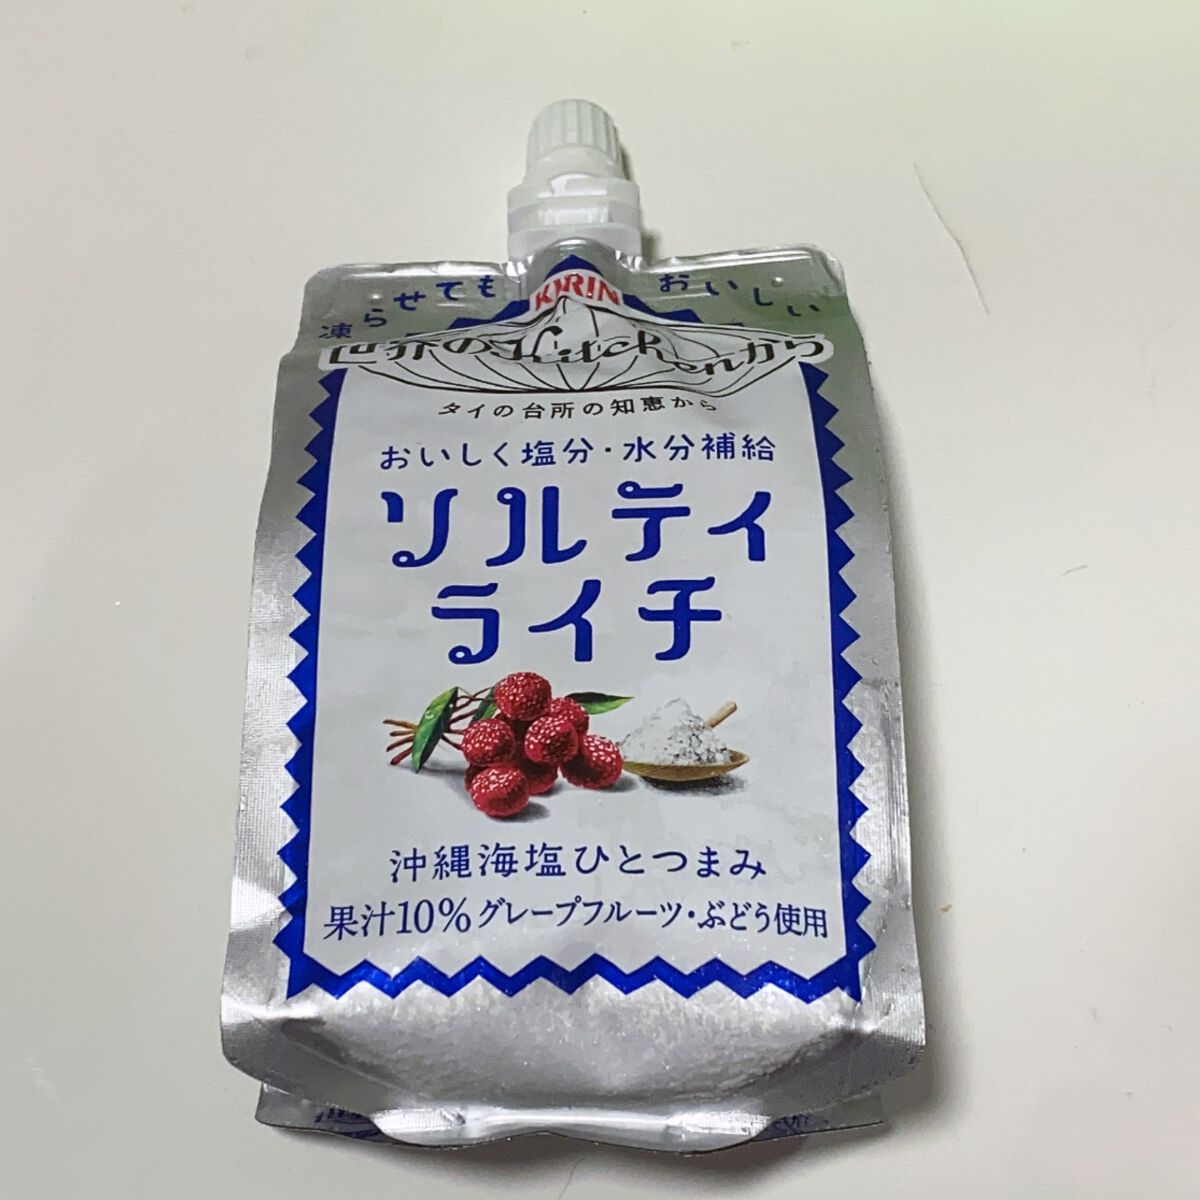 凍らせてもおいしい
KIRIN
世界のKitchenから
タイの台所の知恵から
おいしく塩分・水分補給
ソルティ
ライチ
沖縄海塩ひとつまみ
果汁10%グレープフルーツ・ぶどう使用